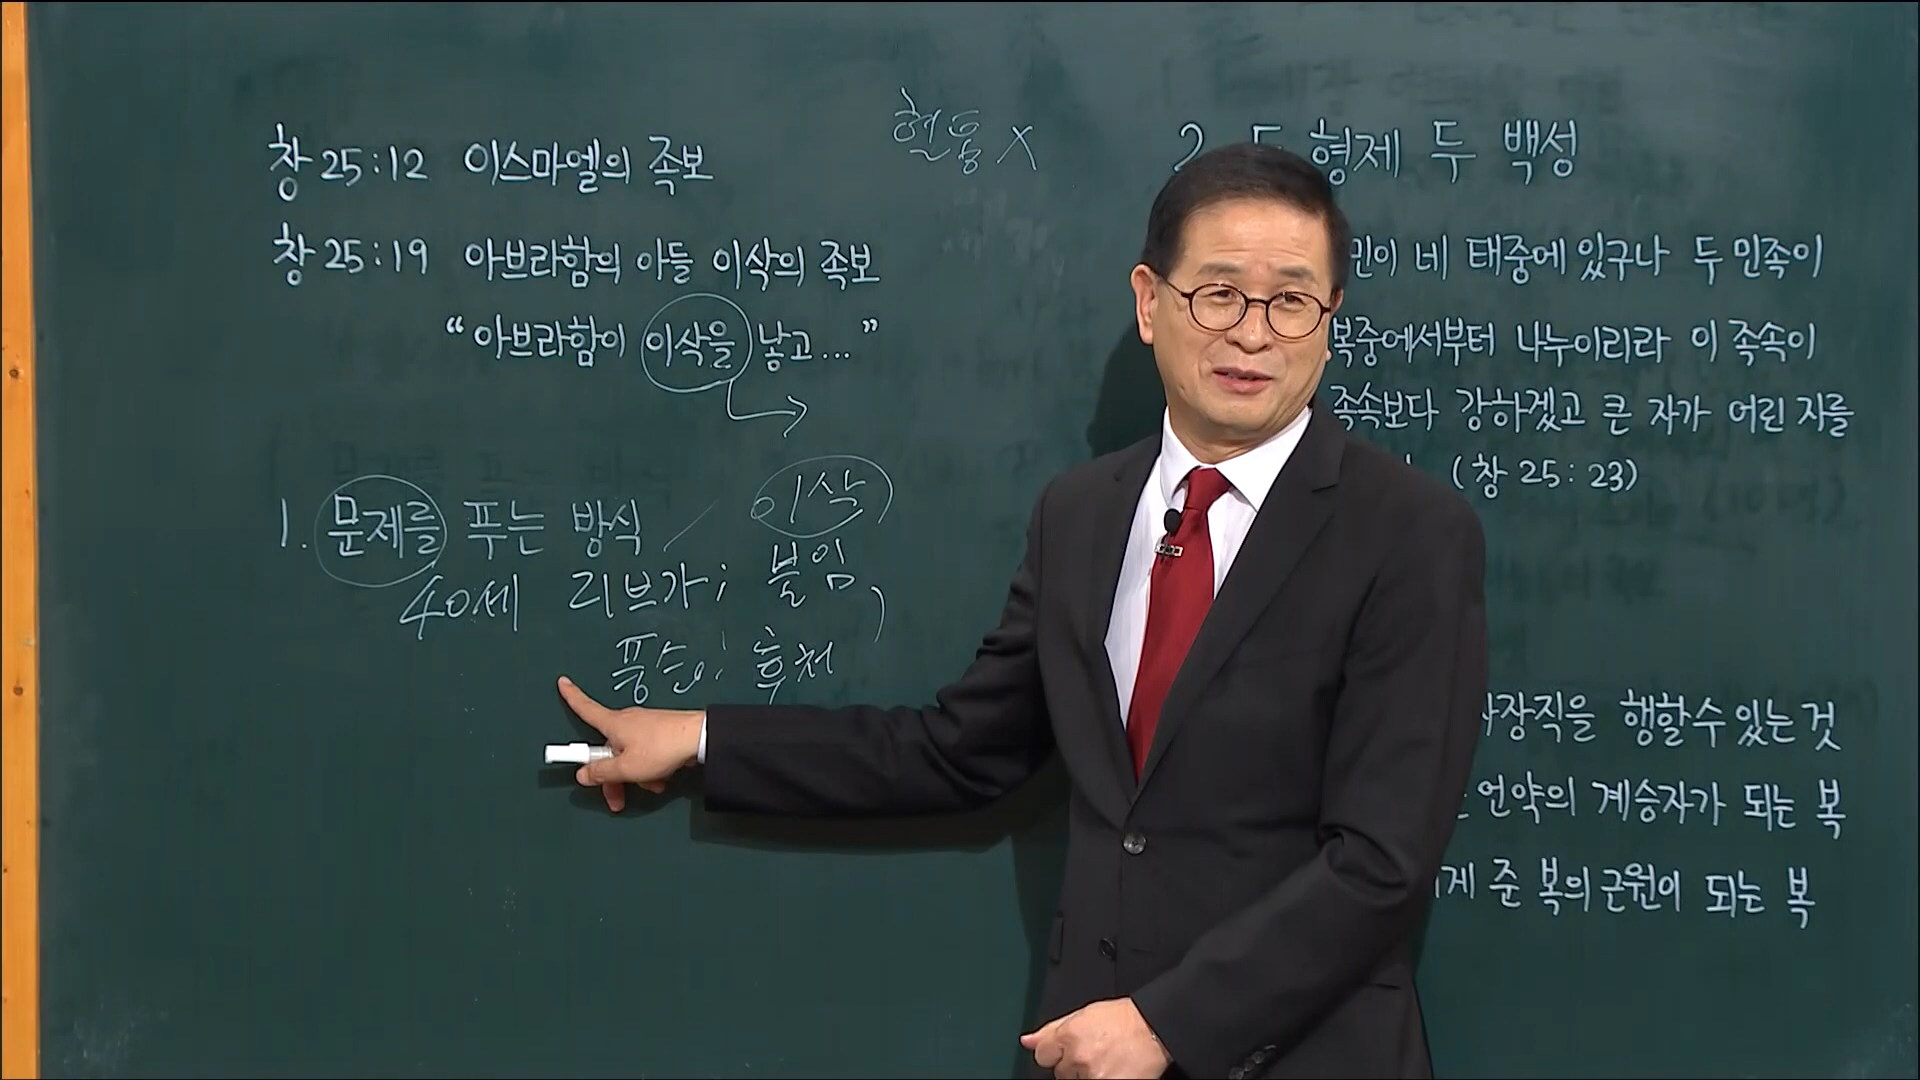 창 25:12 이스마엘의 족보
창 25:19 아브라함의 아들 이삭의 족보
“아브라함이 이삭을 낳고...”
1. 문제를 푸는 방식
이삭
40세 리브가; 불임
풍습; 후처
혈통 X
2. 두 형제 두 백성
민이 네 태중에 있구나 두 민족이
복중에서부터 나누이리라 이 족속이
족속보다 강하겠고 큰 자가 어린 자를
(창 25:23)
사장직을 행할 수 있는 것
언약의 계승자가 되는 복
게 준 복의 근원이 되는 복